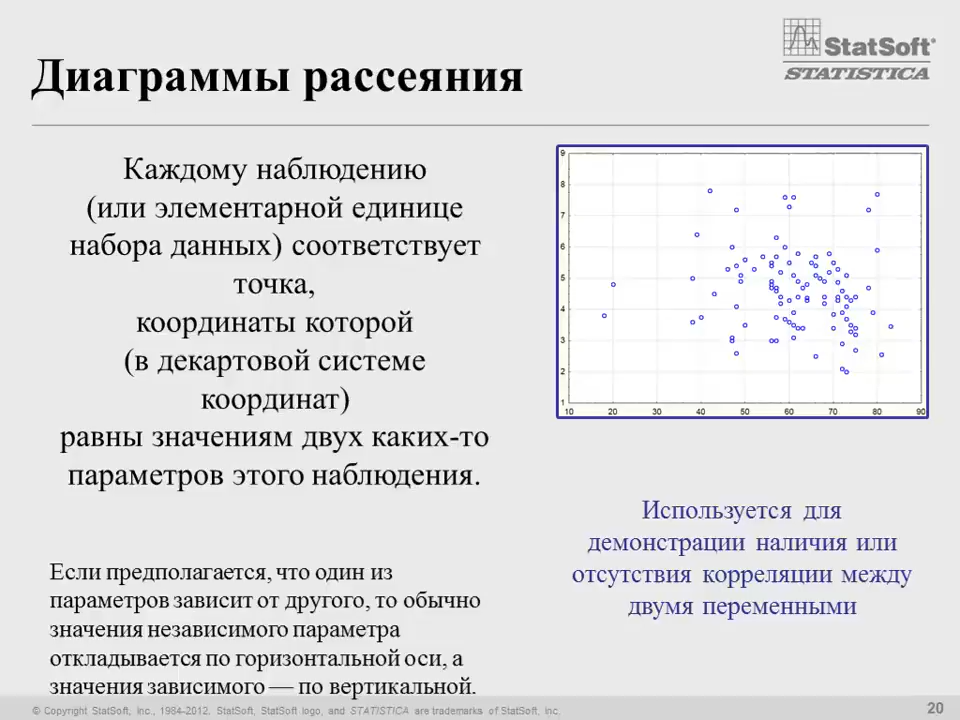 StatSoft®
STATISTICA
Диаграммы рассеяния
Каждому наблюдению
(или элементарной единице
набора данных) соответствует
точка,
координаты которой
(в декартовой системе
координат)
равны значениям двух каких-то
параметров этого наблюдения.
9
8
7
6
5
4
3
2
1
10 20 30 40 50 60 70 80 90
Используется для
демонстрации наличия или
отсутствия корреляции между
двумя переменными
Если предполагается, что один из
параметров зависит от другого, то обычно
значения независимого параметра
откладывается по горизонтальной оси, а
значения зависимого — по вертикальной.
© Copyright StatSoft, Inc., 1984-2012. StatSoft, StatSoft logo, and STATISTICA are trademarks of StatSoft, Inc.
20